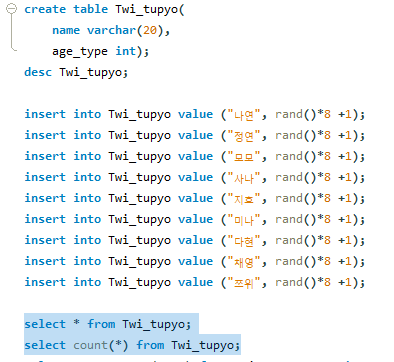 create table Twi_tupyo(
name varchar(20),
age_type int);
desc Twi_tupyo;
insert into Twi_tupyo value ("나연", rand()*8 +1);
insert into Twi_tupyo value ("정연", rand()*8 +1);
insert into Twi_tupyo value ("모모", rand()*8 +1);
insert into Twi_tupyo value ("사나", rand()*8 +1);
insert into Twi_tupyo value ("지효", rand()*8 +1);
insert into Twi_tupyo value ("미나", rand()*8 +1);
insert into Twi_tupyo value ("다현", rand()*8 +1);
insert into Twi_tupyo value ("채영", rand()*8 +1);
insert into Twi_tupyo value ("쯔위", rand()*8 +1);
select * from Twi_tupyo;
select count(*) from Twi_tupyo;